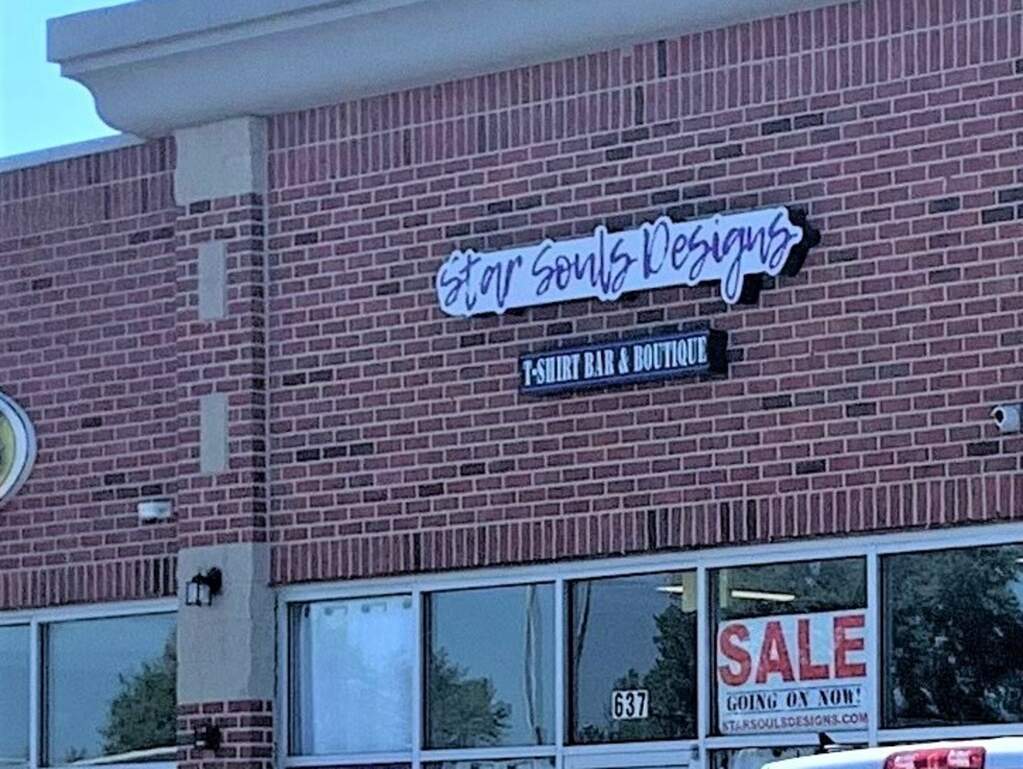 Star Souls Designs
T-SHIRT BAR & BOUTIQUE
637
SALE
GOING ON NOW!
STARSOULSDESIGNS.COM